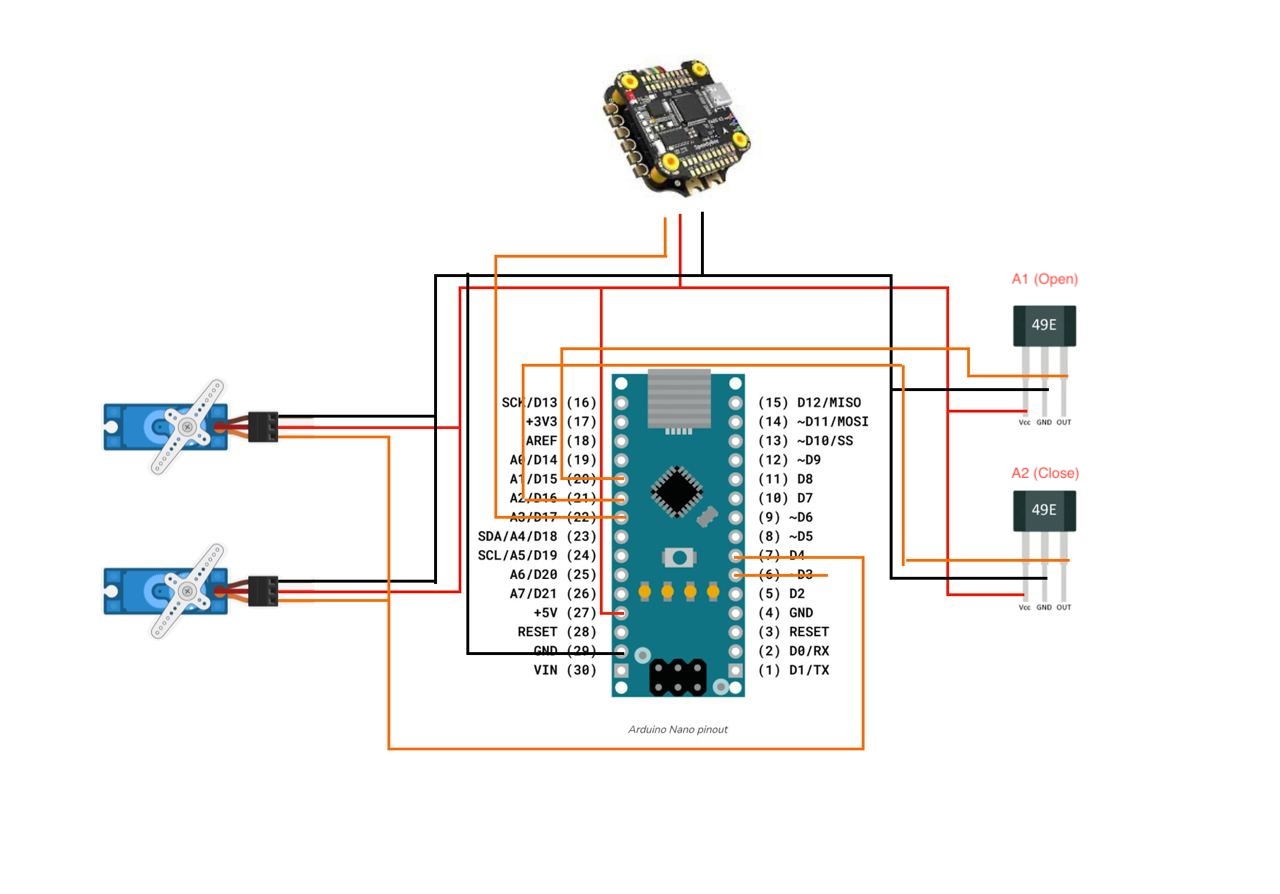 A1 (Open)
49E
Vcc GND OUT
SCK/D13 (16)
(15) D12/MISO
+3V3 (17)
(14) ~D11/MOSI
AREF (18)
(13) ~D10/SS
A0/D14 (19)
(12) ~D9
A1/D15 (20)
(11) D8
A2/D16 (21)
(10) D7
A3/D17 (22)
(9) ~D6
SDA/A4/D18 (23)
(8) ~D5
SCL/A5/D19 (24)
(7) D4
A6/D20 (25)
(6) ~D3
A7/D21 (26)
(5) D2
+5V (27)
(4) GND
RESET (28)
(3) RESET
GND (29)
(2) D0/RX
VIN (30)
(1) D1/TX
A2 (Close)
49E
Vcc GND OUT
Arduino Nano pinout